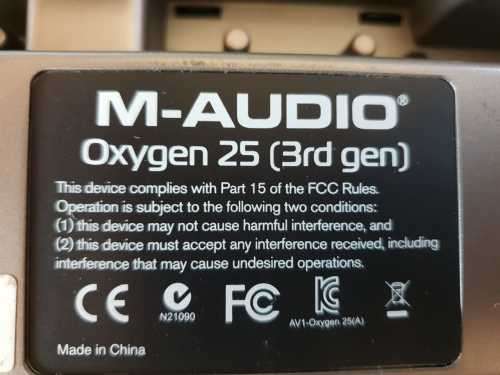 M-AUDIO®
Oxygen 25 (3rd gen)
This device complies with Part 15 of the FCC Rules.
Operation is subject to the following two conditions:
(1) this device may not cause harmful interference, and
(2) this device must accept any interference received, including
interference that may cause undesired operations.
CE FC
N21090
AV1-Oxygen 25(A)
Made in China